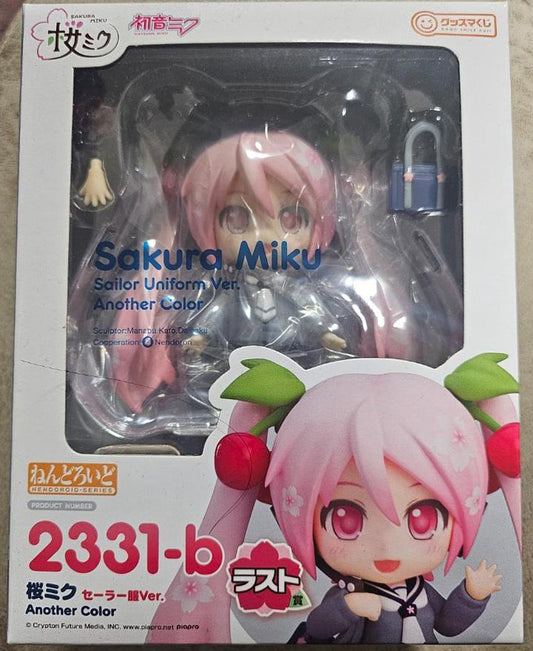 SAKURA MIKU
桜ミク
初音ミク
HATSUNE MIKU
グッスマくじ
GOOD SMILE KUJI
Sakura Miku
Sailor Uniform Ver.
Another Color
Sculptor:Manabu Kato,Daisaku
Cooperation: Nendoron
ねんどろいど
NENDOROID-SERIES
PRODUCT NUMBER
2331-b
桜ミク セーラー服Ver.
Another Color
ラスト賞
© Crypton Future Media, INC. www.piapro.net piapro